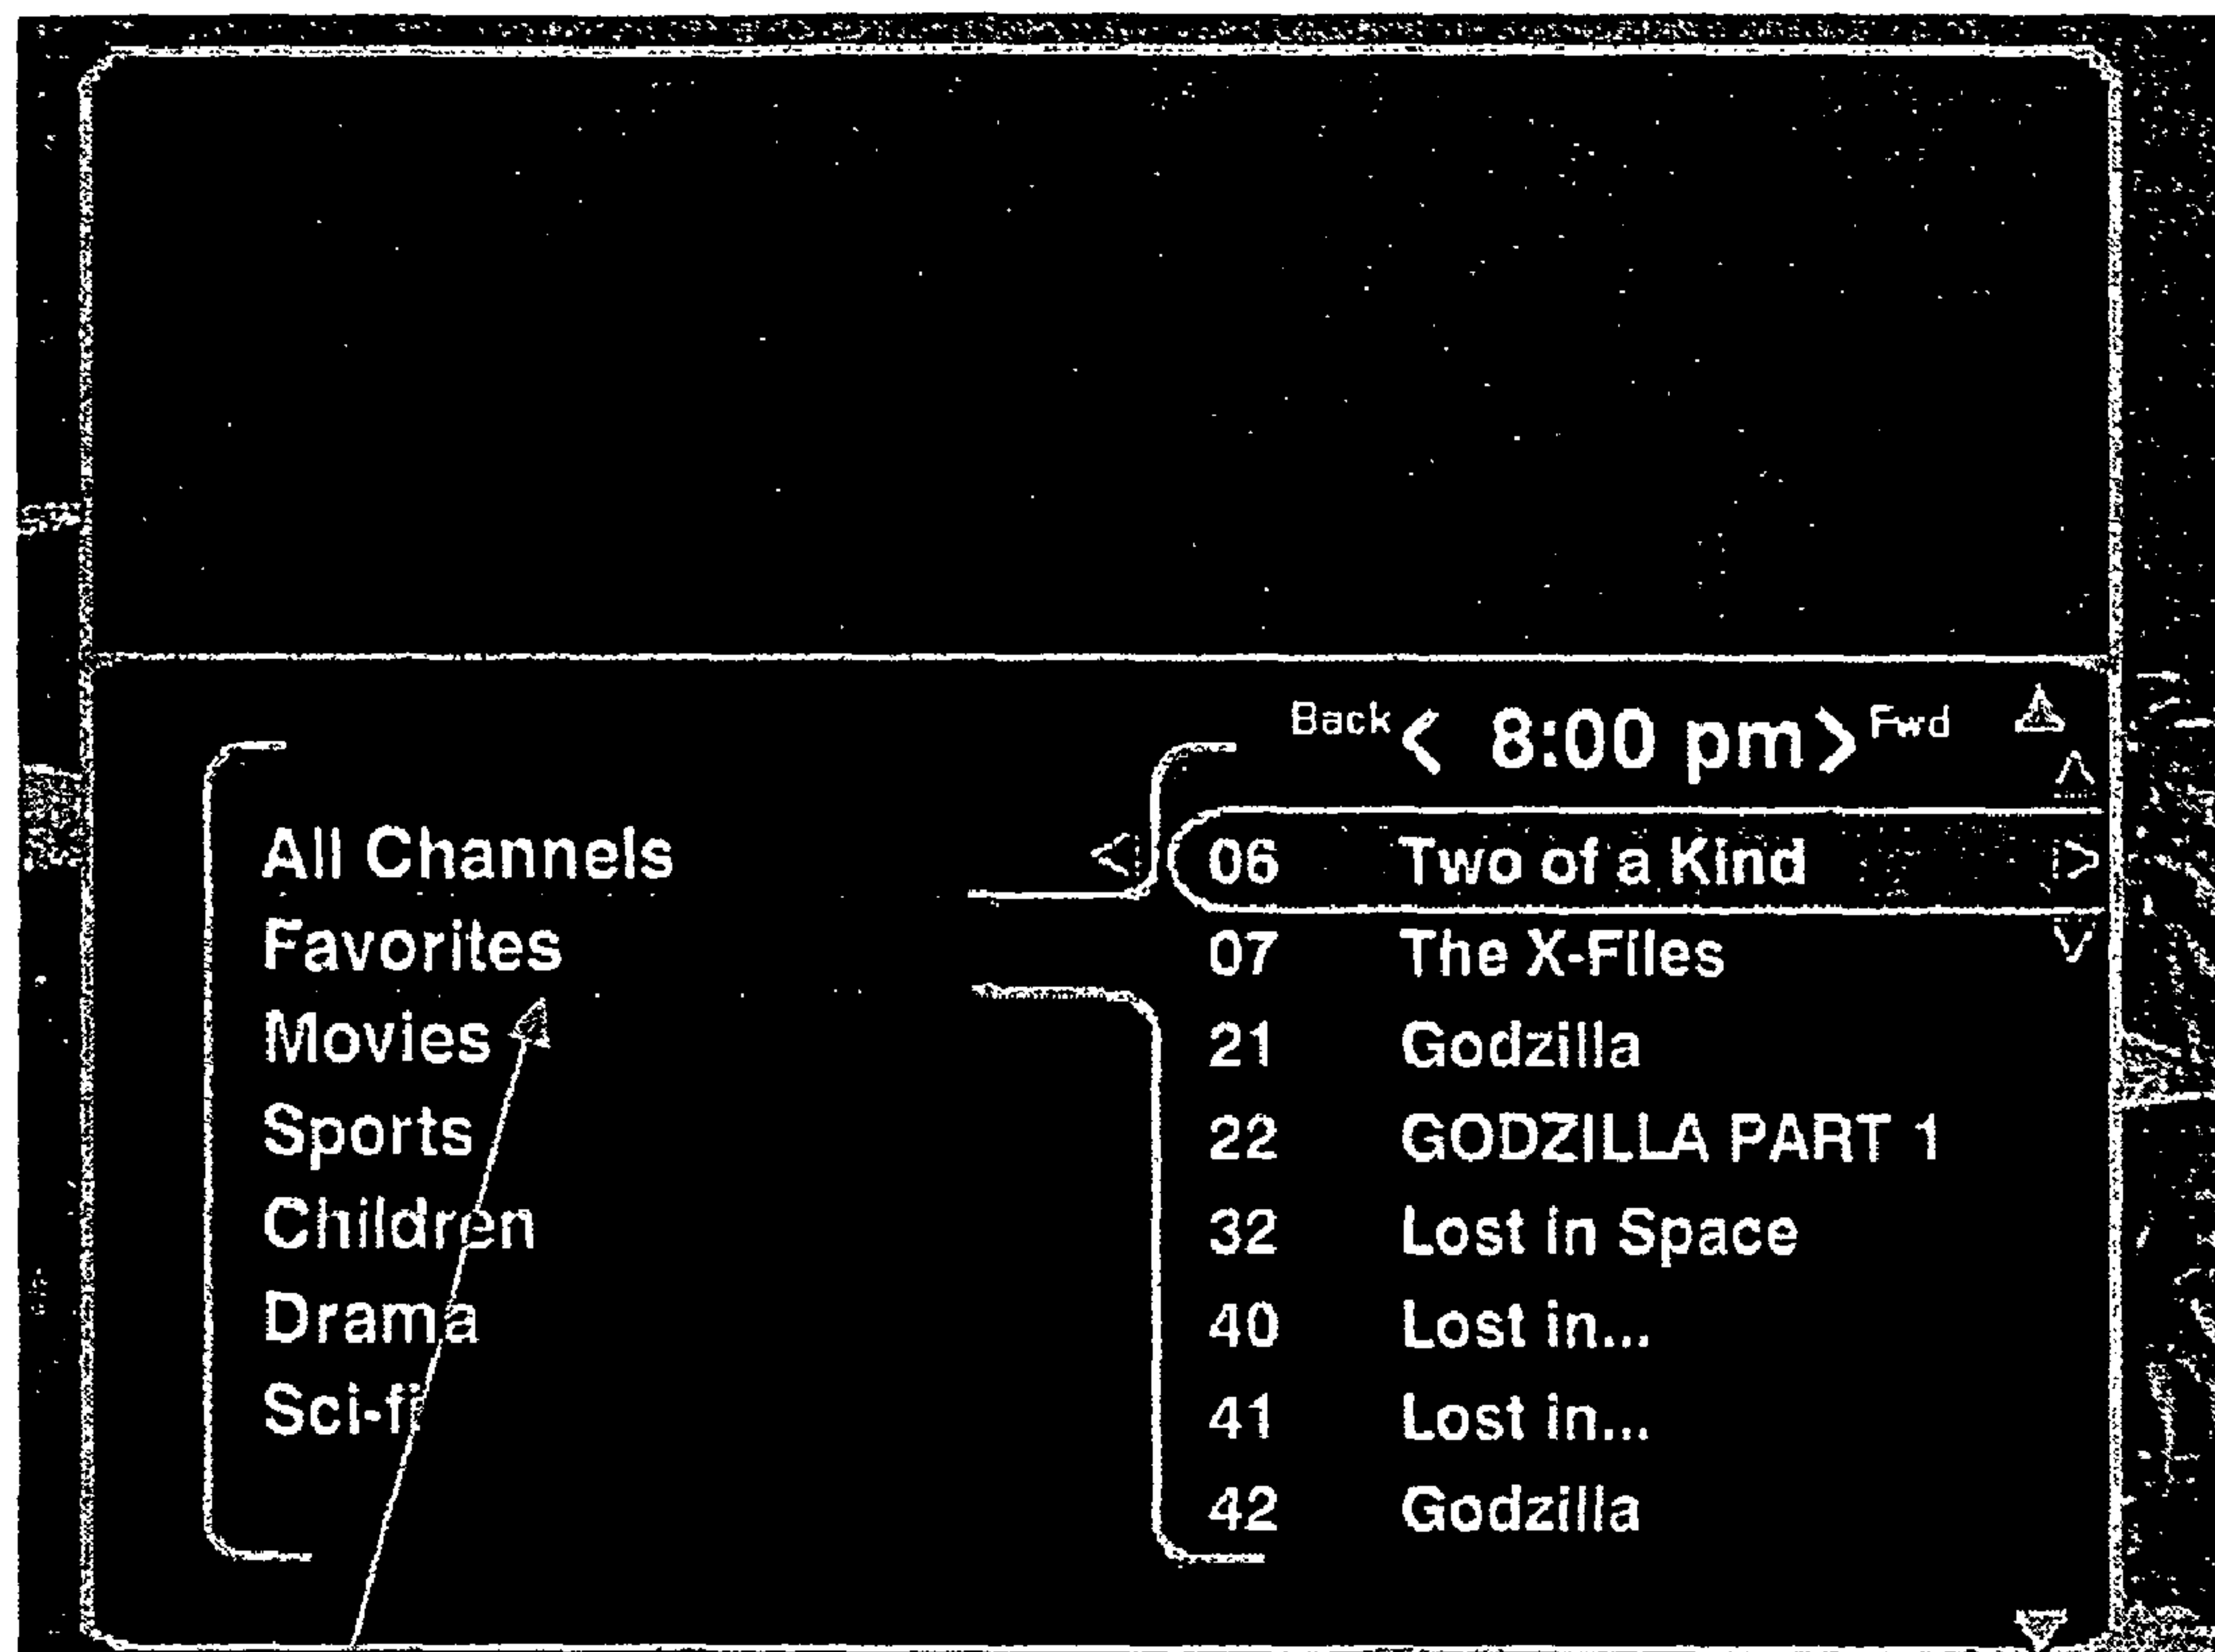 Back < 8:00 pm > Fwd
All Channels
Favorites
Movies
Sports
Children
Drama
Sci-fi
06 Two of a Kind
07 The X-Files
21 Godzilla
22 GODZILLA PART 1
32 Lost in Space
40 Lost in...
41 Lost in...
42 Godzilla